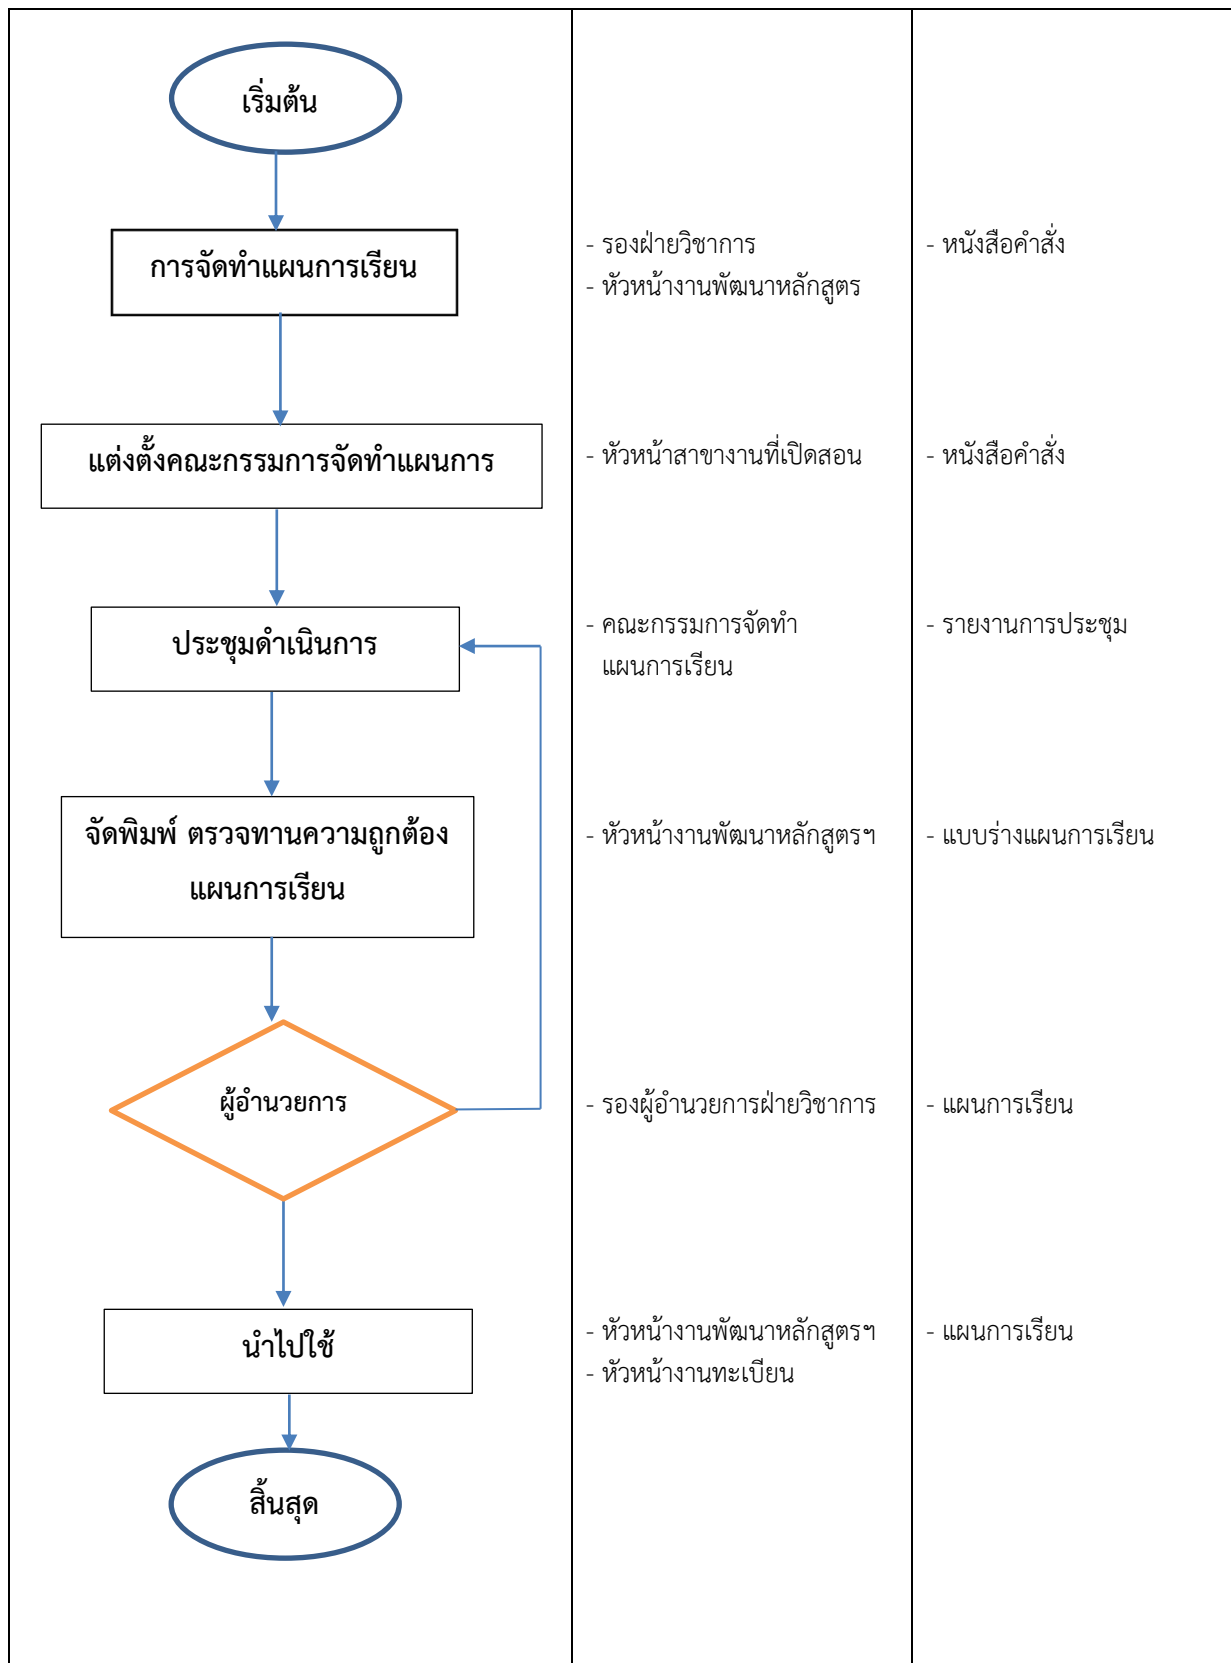 เริ่มต้น
การจัดทำแผนการเรียน
- รองฝ่ายวิชาการ
- หัวหน้างานพัฒนาหลักสูตร
- หนังสือคำสั่ง
แต่งตั้งคณะกรรมการจัดทำแผนการ
- หัวหน้าสาขางานที่เปิดสอน
- หนังสือคำสั่ง
ประชุมดำเนินการ
- คณะกรรมการจัดทำ
แผนการเรียน
- รายงานการประชุม
จัดพิมพ์ ตรวจทานความถูกต้อง
แผนการเรียน
- หัวหน้างานพัฒนาหลักสูตรฯ
- แบบร่างแผนการเรียน
ผู้อำนวยการ
- รองผู้อำนวยการฝ่ายวิชาการ
- แผนการเรียน
นำไปใช้
- หัวหน้างานพัฒนาหลักสูตรฯ
- หัวหน้างานทะเบียน
- แผนการเรียน
สิ้นสุด